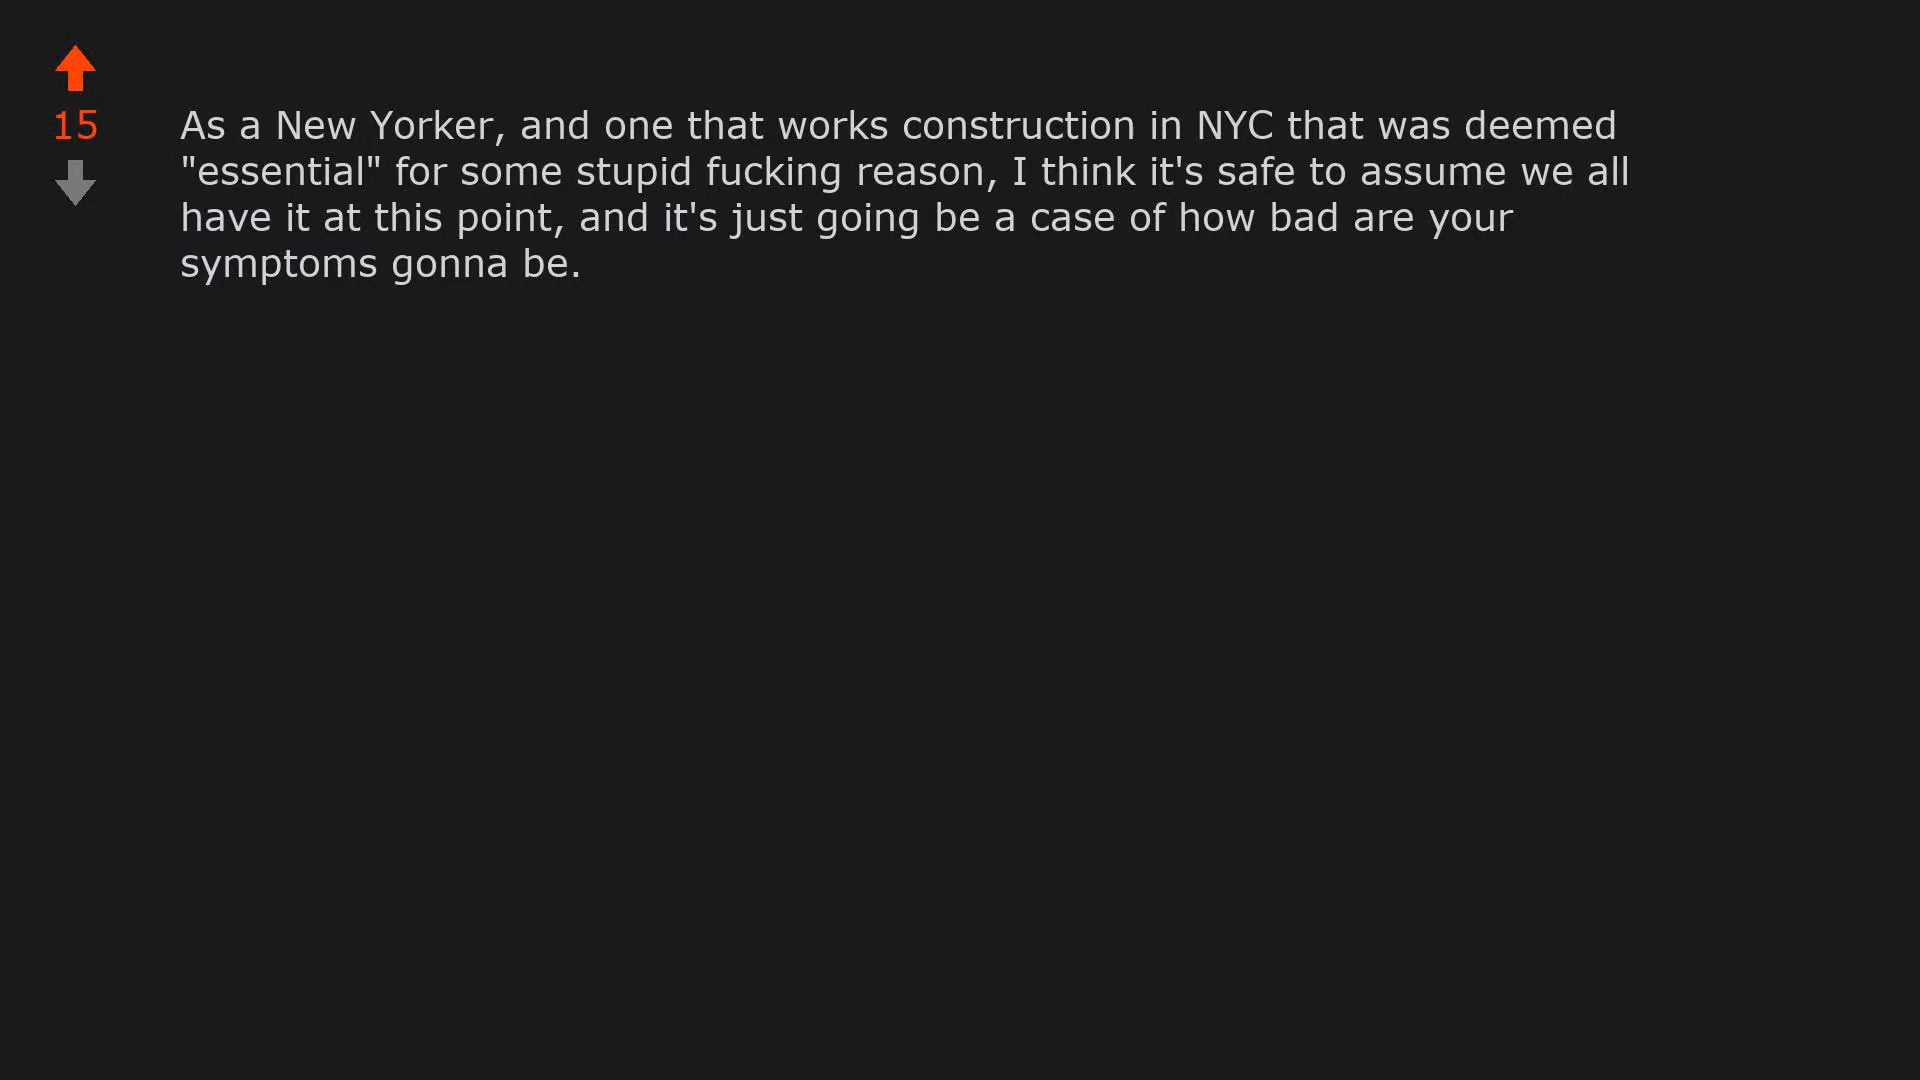 15
As a New Yorker, and one that works construction in NYC that was deemed
"essential" for some stupid fucking reason, I think it's safe to assume we all
have it at this point, and it's just going be a case of how bad are your
symptoms gonna be.